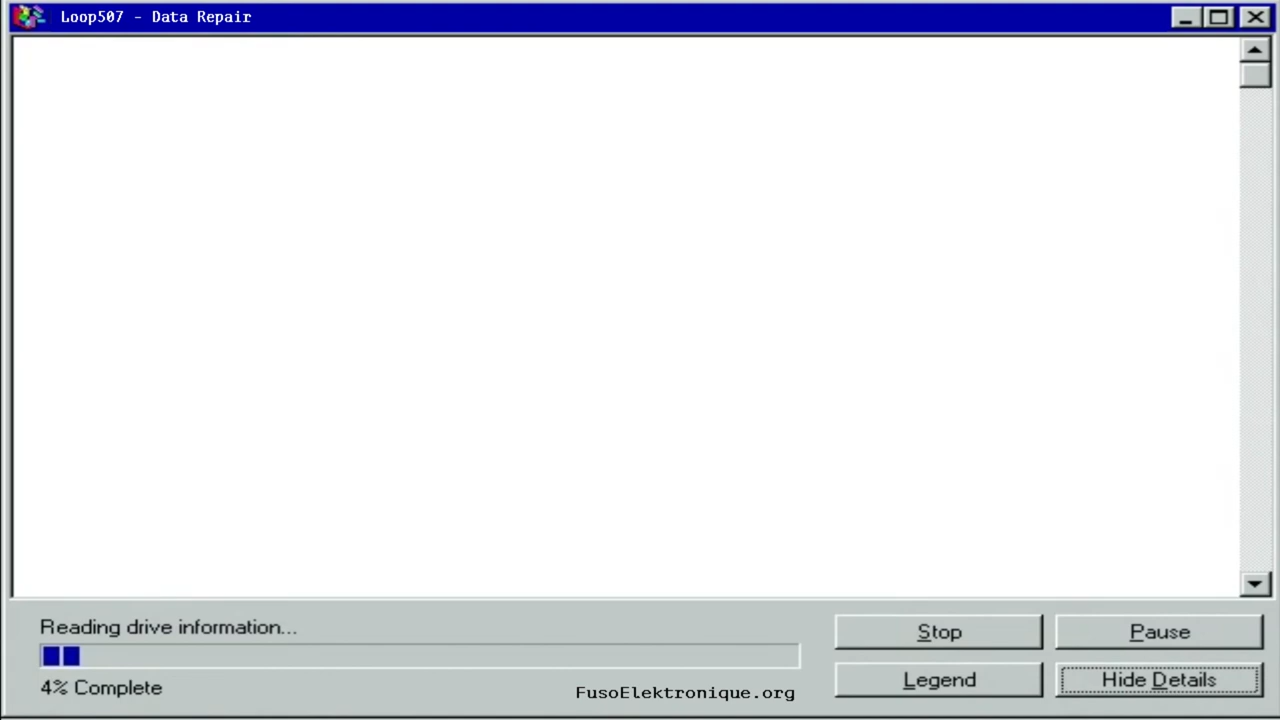 Loop507 - Data Repair
Reading drive information...
4% Complete
FusoElektronique.org
Stop
Pause
Legend
Hide Details